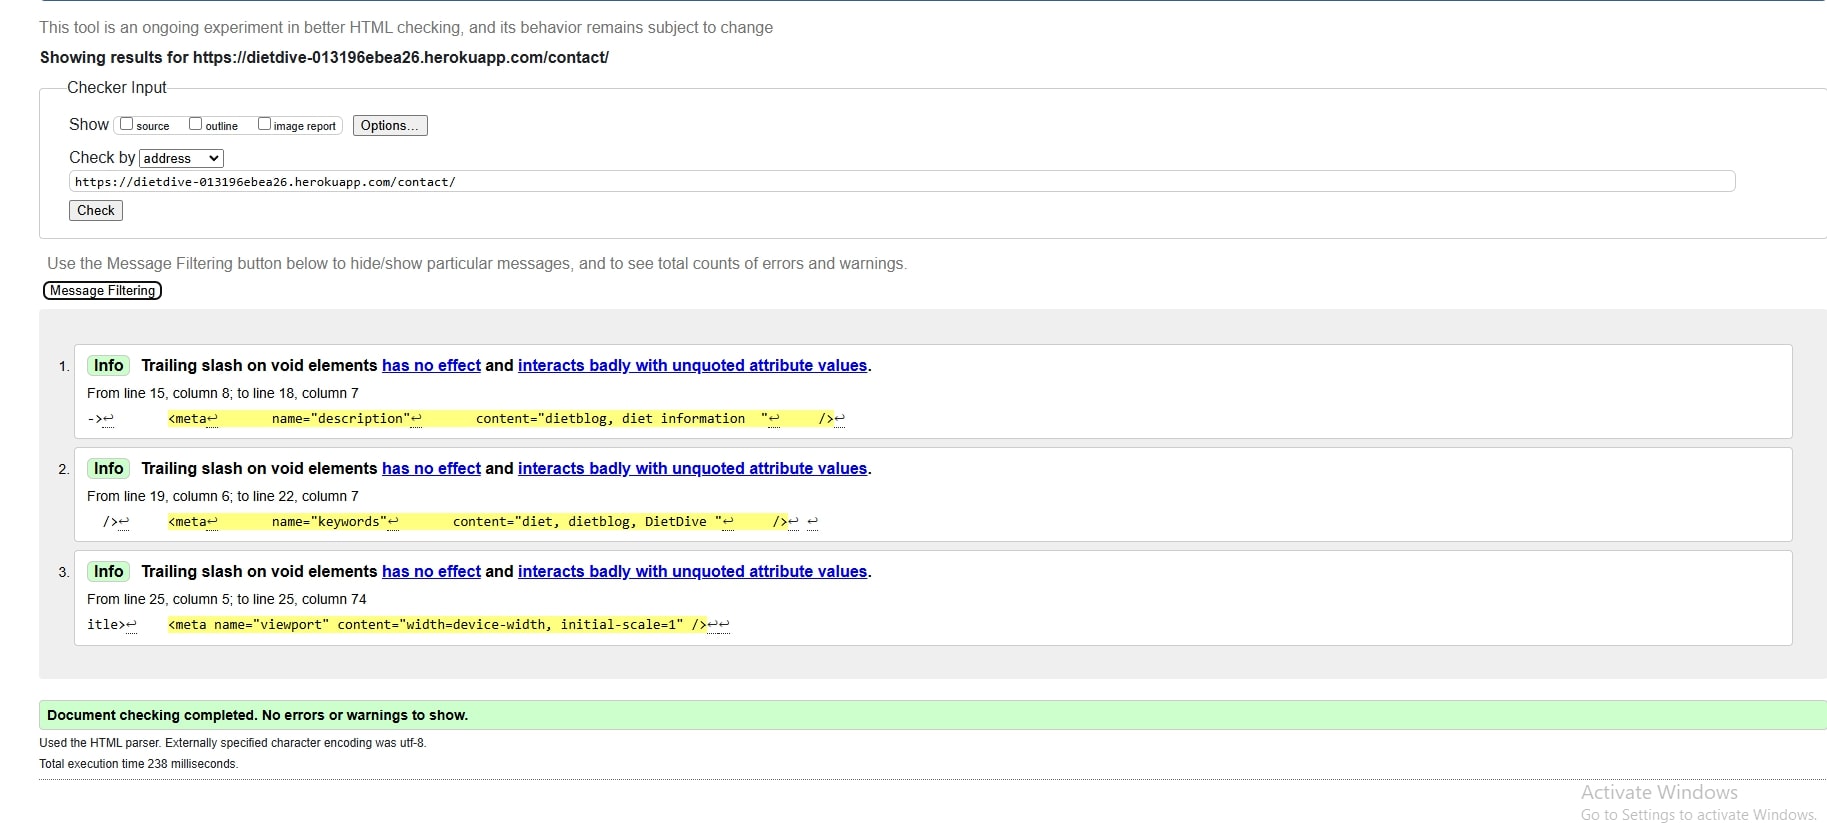 This tool is an ongoing experiment in better HTML checking, and its behavior remains subject to change
Showing results for https://dietdive-013196ebea26.herokuapp.com/contact/
Checker Input
Show source outline image report Options...
Check by address
https://dietdive-013196ebea26.herokuapp.com/contact/
Check
Use the Message Filtering button below to hide/show particular messages, and to see total counts of errors and warnings.
Message Filtering
1. Info Trailing slash on void elements has no effect and interacts badly with unquoted attribute values.
From line 15, column 8; to line 18, column 7
->↩ <meta↩ name="description"↩ content="dietblog, diet information "↩ />↩
2. Info Trailing slash on void elements has no effect and interacts badly with unquoted attribute values.
From line 19, column 6; to line 22, column 7
/>↩ <meta↩ name="keywords"↩ content="diet, dietblog, DietDive "↩ />↩ ↩
3. Info Trailing slash on void elements has no effect and interacts badly with unquoted attribute values.
From line 25, column 5; to line 25, column 74
itle>↩ <meta name="viewport" content="width=device-width, initial-scale=1" />↩↩
Document checking completed. No errors or warnings to show.
Used the HTML parser. Externally specified character encoding was utf-8.
Total execution time 238 milliseconds.
Activate Windows
Go to Settings to activate Windows.